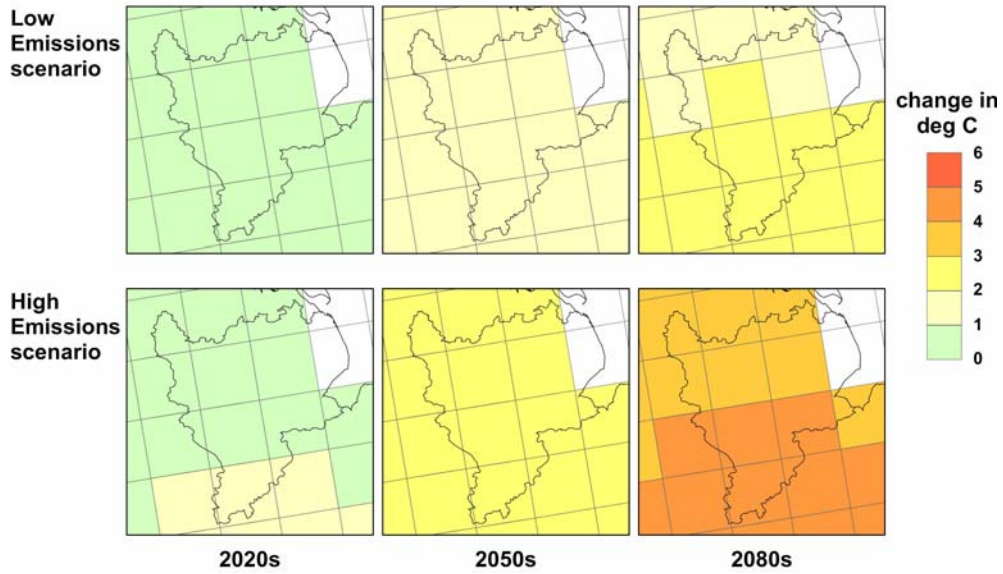 Low
Emissions
scenario
change in
deg C
6
5
4
3
2
1
0
High
Emissions
scenario
2020s
2050s
2080s